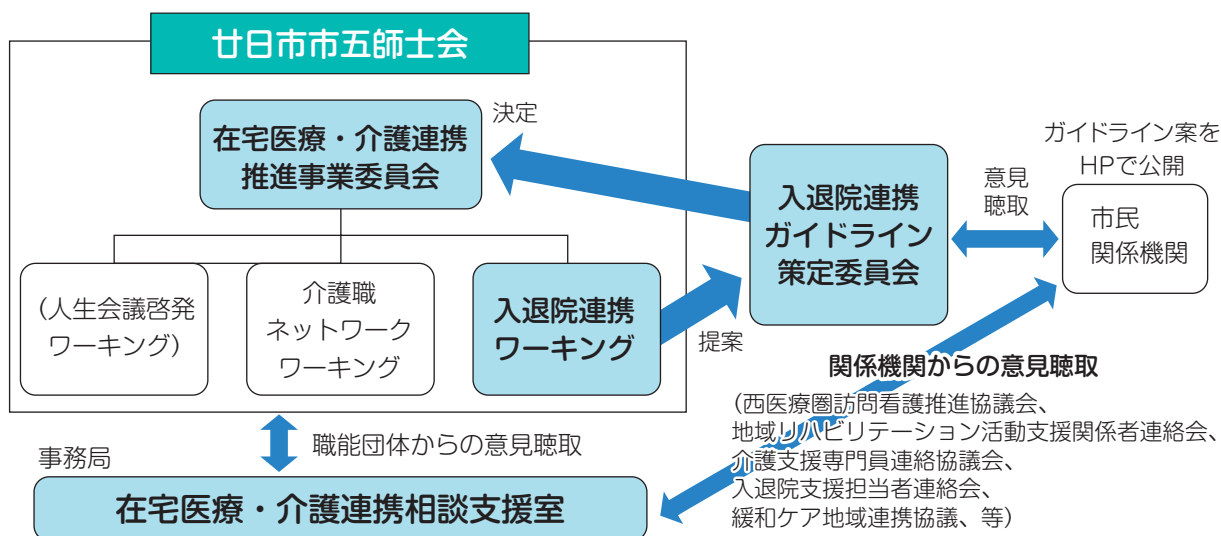 廿日市市五師士会
在宅医療・介護連携
推進事業委員会
決定
(人生会議啓発
ワーキング)
介護職
ネットワーク
ワーキング
入退院連携
ワーキング
提案
入退院連携
ガイドライン
策定委員会
意見
聴取
ガイドライン案を
HPで公開
市民
関係機関
関係機関からの意見聴取
(西医療圏訪問看護推進協議会、
地域リハビリテーション活動支援関係者連絡会、
介護支援専門員連絡協議会、
入退院支援担当者連絡会、
緩和ケア地域連携協議、等)
職能団体からの意見聴取
事務局
在宅医療・介護連携相談支援室